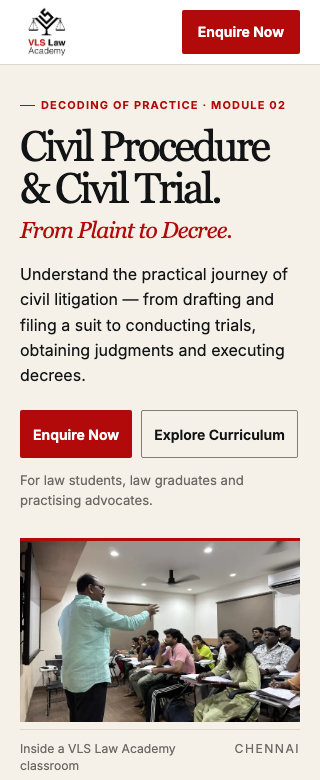 VLS Law
Academy
Enquire Now
DECODING OF PRACTICE · MODULE 02
Civil Procedure
& Civil Trial.
From Plaint to Decree.
Understand the practical journey of
civil litigation — from drafting and
filing a suit to conducting trials,
obtaining judgments and executing
decrees.
Enquire Now
Explore Curriculum
For law students, law graduates and
practising advocates.
Inside a VLS Law Academy
classroom
CHENNAI